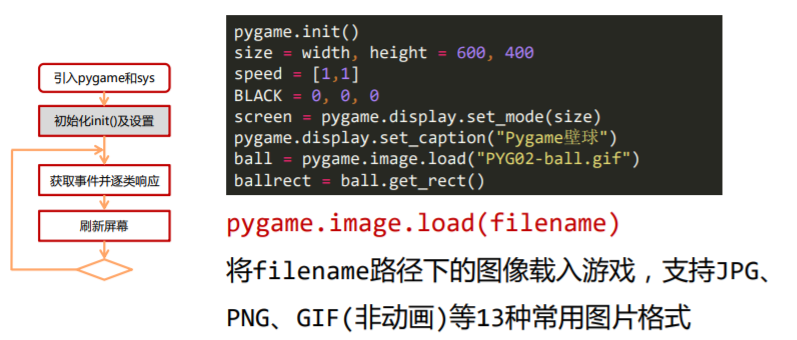 引入pygame和sys
初始化init()及设置
获取事件并逐类响应
刷新屏幕
pygame.init()
size = width, height = 600, 400
speed = [1,1]
BLACK = 0, 0, 0
screen = pygame.display.set_mode(size)
pygame.display.set_caption("Pygame壁球")
ball = pygame.image.load("PYG02-ball.gif")
ballrect = ball.get_rect()
pygame.image.load(filename)
将filename路径下的图像载入游戏，支持JPG、
PNG、GIF(非动画)等13种常用图片格式